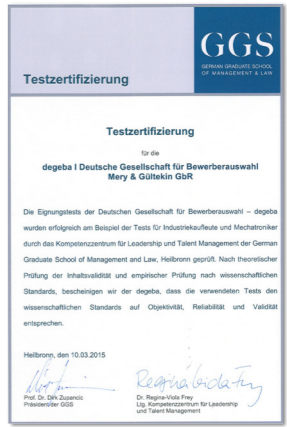 GGS
GERMAN GRADUATE SCHOOL
OF MANAGEMENT & LAW
Testzertifizierung
Testzertifizierung
für die
degeba I Deutsche Gesellschaft für Bewerberauswahl
Mery & Gültekin GbR
Die Eignungstests der Deutschen Gesellschaft für Bewerberauswahl – degeba
wurden erfolgreich am Beispiel der Tests für Industriekaufleute und Mechatroniker
durch das Kompetenzzentrum für Leadership und Talent Management der German
Graduate School of Management and Law, Heilbronn geprüft. Nach theoretischer
Prüfung der Inhaltsvalidität und empirischer Prüfung nach wissenschaftlichen
Standards, bescheinigen wir der degeba, dass die verwendeten Tests den
wissenschaftlichen Standards auf Objektivität, Reliabilität und Validität
entsprechen.
Heilbronn, den 10.03.2015
Regina-Viola Frey
Prof. Dr. Dirk Zupancic
Präsident der GGS
Dr. Regina-Viola Frey
Ltg. Kompetenzzentrum für Leadership
und Talent Management